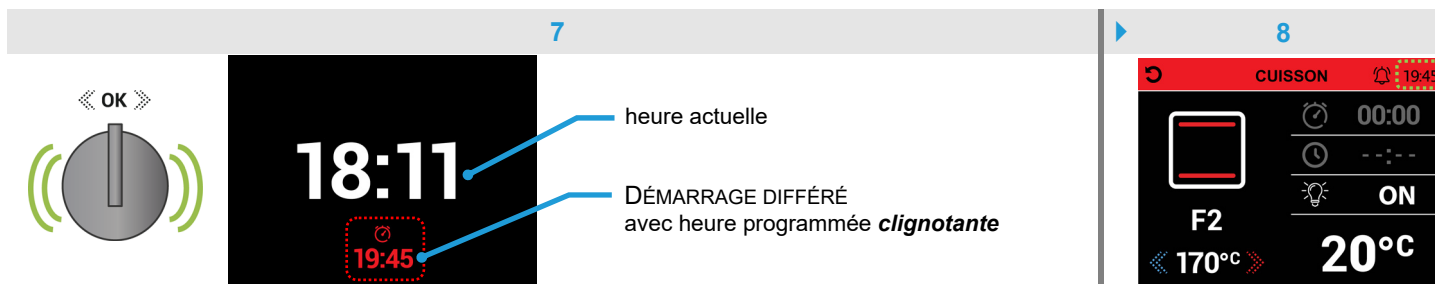 7
8
« OK »
18:11
19:45
heure actuelle
DÉMARRAGE DIFFÉRÉ
avec heure programmée clignotante
CUISSON 19:45
00:00
--:--
ON
F2
« 170°C »
20°C